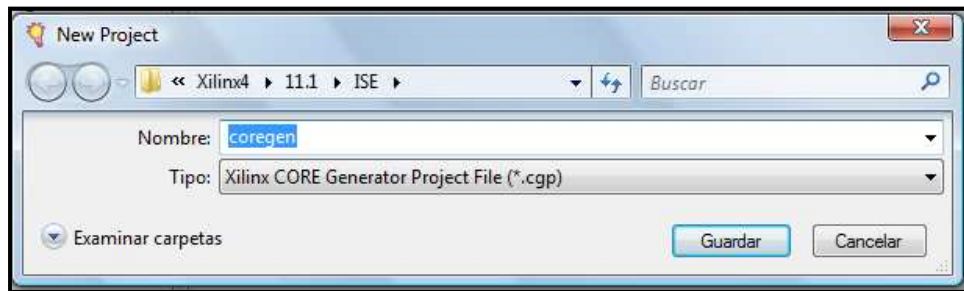 New Project
« Xilinx4 ▸ 11.1 ▸ ISE ▸ Buscar
Nombre: coregen
Tipo: Xilinx CORE Generator Project File (*.cgp)
Examinar carpetas Guardar Cancelar